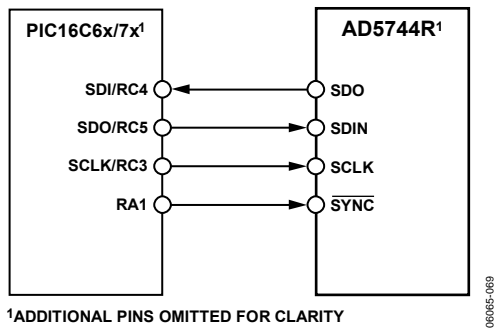 PIC16C6x/7x¹ AD5744R¹
SDI/RC4 SDO
SDO/RC5 SDIN
SCLK/RC3 SCLK
RA1 S̅Y̅N̅C̅
¹ADDITIONAL PINS OMITTED FOR CLARITY
06065-069